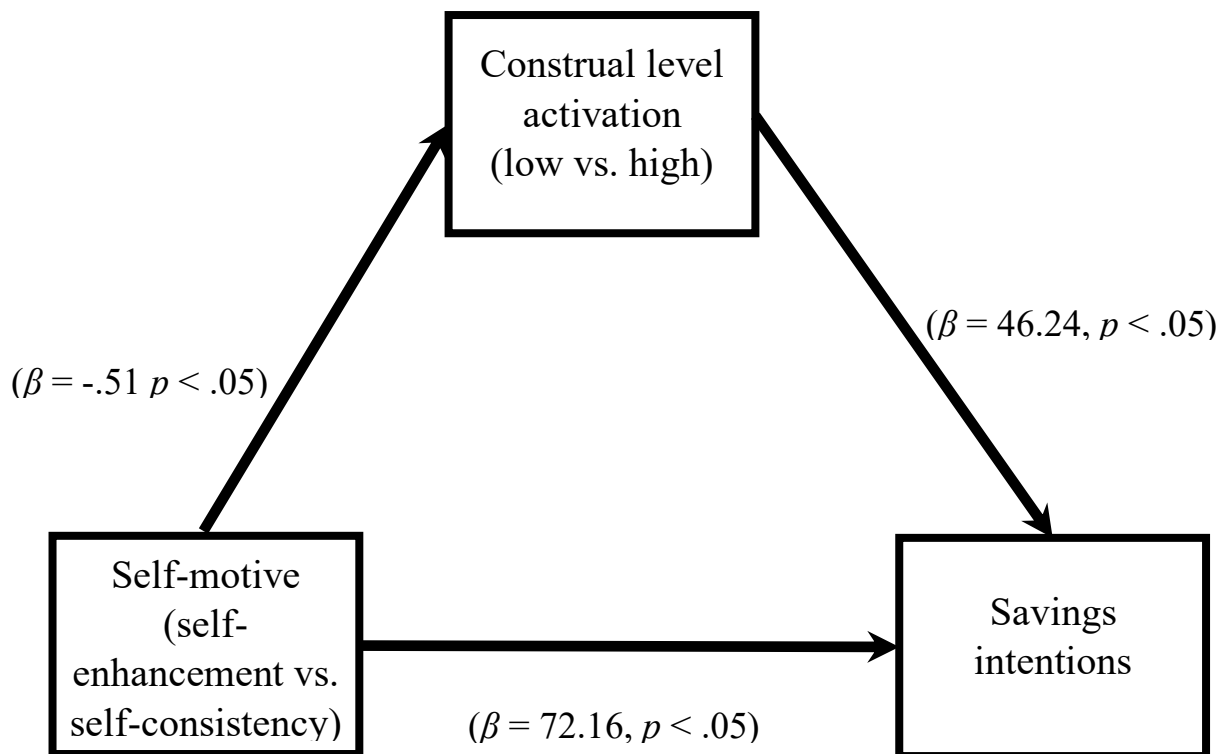 Construal level
activation
(low vs. high)
(β = 46.24, p < .05)
(β = -.51 p < .05)
Self-motive
(self-
enhancement vs.
self-consistency)
Savings
intentions
(β = 72.16, p < .05)